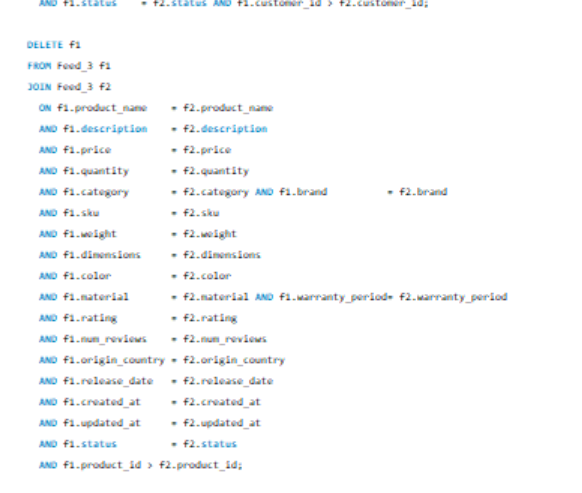 AND f1.status = f2.status AND f1.customer_id > f2.customer_id;
DELETE f1
FROM Feed_3 f1
JOIN Feed_3 f2
ON f1.product_name = f2.product_name
AND f1.description = f2.description
AND f1.price = f2.price
AND f1.quantity = f2.quantity
AND f1.category = f2.category AND f1.brand = f2.brand
AND f1.sku = f2.sku
AND f1.weight = f2.weight
AND f1.dimensions = f2.dimensions
AND f1.color = f2.color
AND f1.material = f2.material AND f1.warranty_period= f2.warranty_period
AND f1.rating = f2.rating
AND f1.num_reviews = f2.num_reviews
AND f1.origin_country = f2.origin_country
AND f1.release_date = f2.release_date
AND f1.created_at = f2.created_at
AND f1.updated_at = f2.updated_at
AND f1.status = f2.status
AND f1.product_id > f2.product_id;